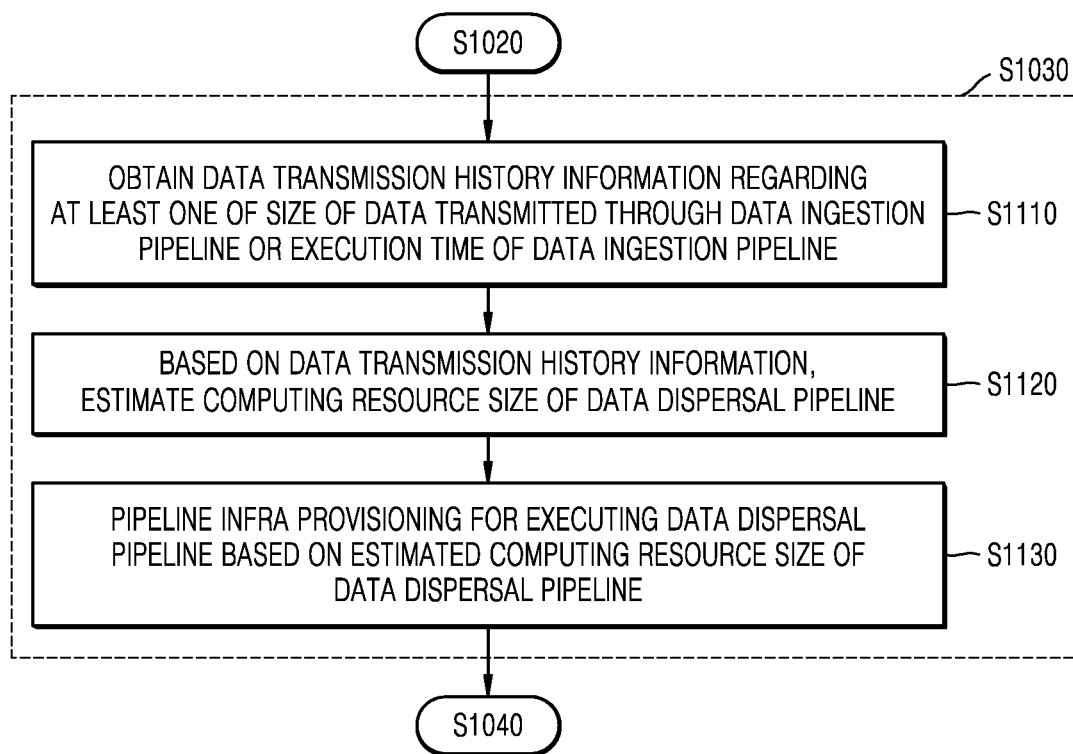 S1020
S1030
OBTAIN DATA TRANSMISSION HISTORY INFORMATION REGARDING
AT LEAST ONE OF SIZE OF DATA TRANSMITTED THROUGH DATA INGESTION
PIPELINE OR EXECUTION TIME OF DATA INGESTION PIPELINE
S1110
BASED ON DATA TRANSMISSION HISTORY INFORMATION,
ESTIMATE COMPUTING RESOURCE SIZE OF DATA DISPERSAL PIPELINE
S1120
PIPELINE INFRA PROVISIONING FOR EXECUTING DATA DISPERSAL
PIPELINE BASED ON ESTIMATED COMPUTING RESOURCE SIZE OF
DATA DISPERSAL PIPELINE
S1130
S1040